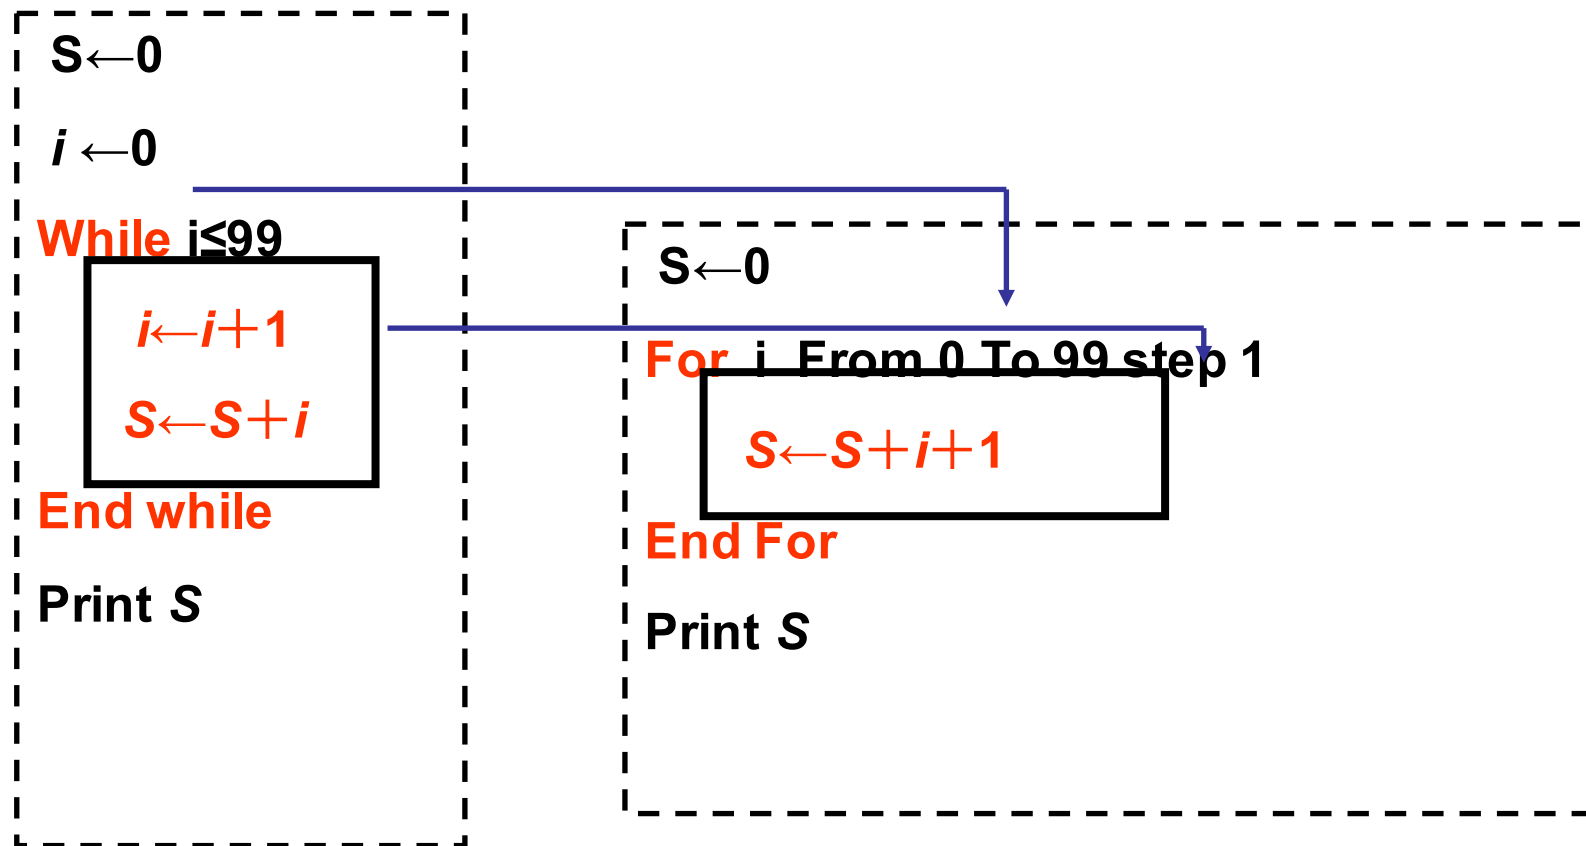 S←0
i ←0
While i≤99
i←i＋1
S←S＋i
End while
Print S
S←0
For i From 0 To 99 step 1
S←S＋i＋1
End For
Print S